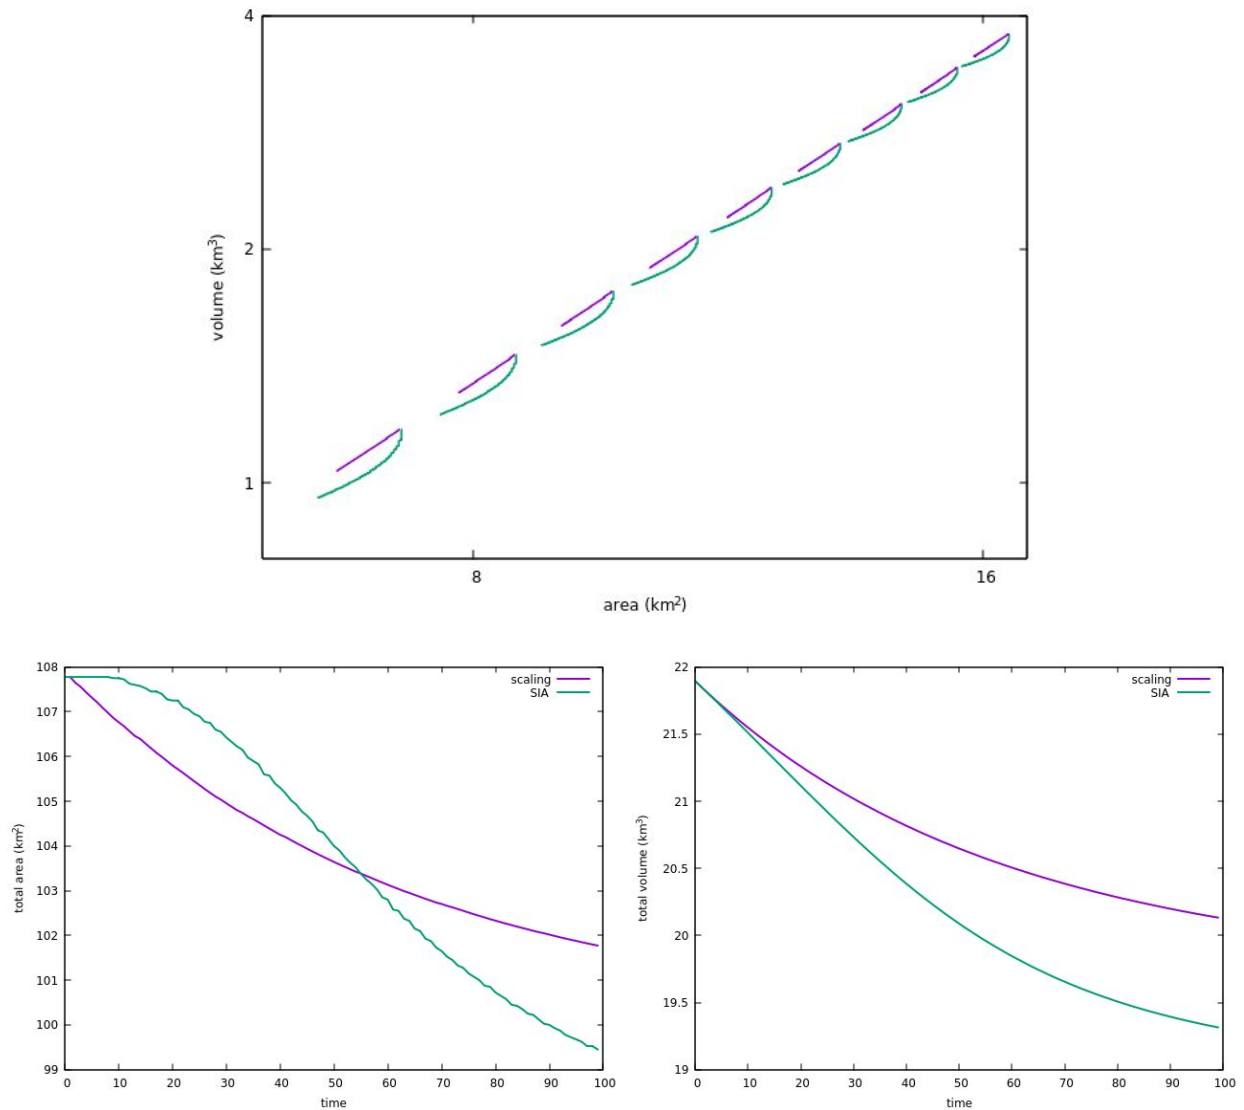 4
2
1
volume (km³)
8
16
area (km²)
108
107
106
105
104
103
102
101
100
99
total area (km²)
scaling
SIA
0 10 20 30 40 50 60 70 80 90 100
time
22
21.5
21
20.5
20
19.5
19
total volume (km³)
scaling
SIA
0 10 20 30 40 50 60 70 80 90 100
time